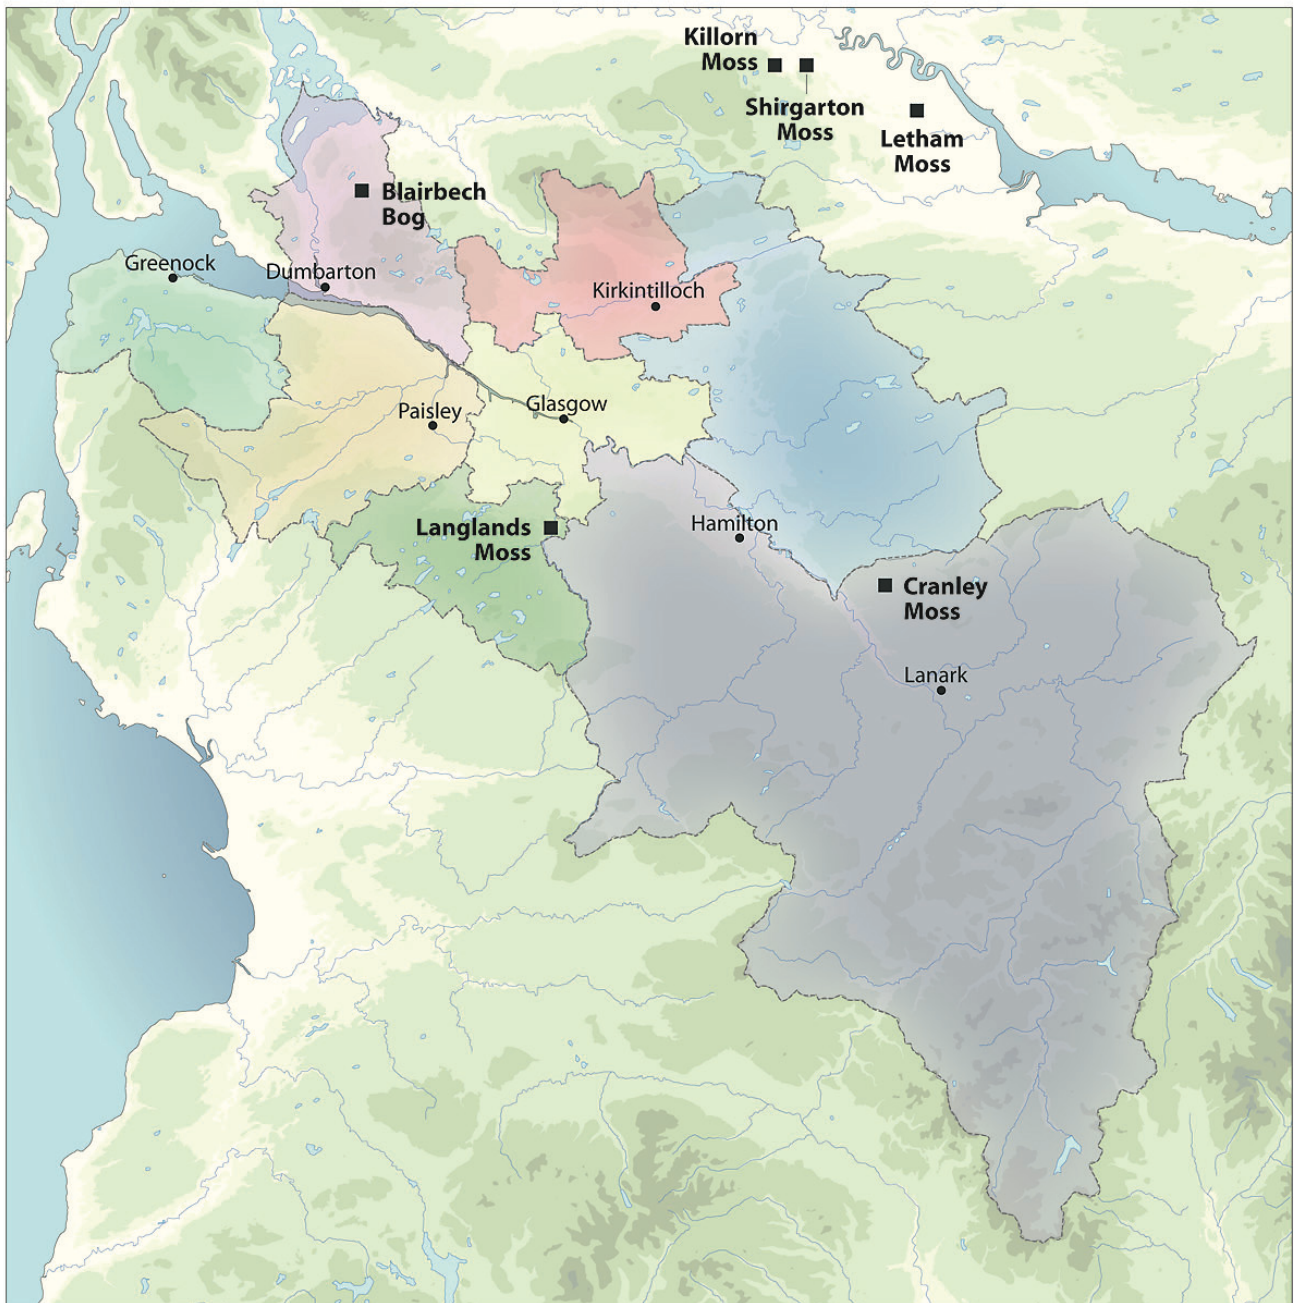 Killorn
Moss
Shirgarton
Moss
Letham
Moss
Blairbech
Bog
Greenock
Dumbarton
Kirkintilloch
Paisley
Glasgow
Langlands
Moss
Hamilton
Cranley
Moss
Lanark